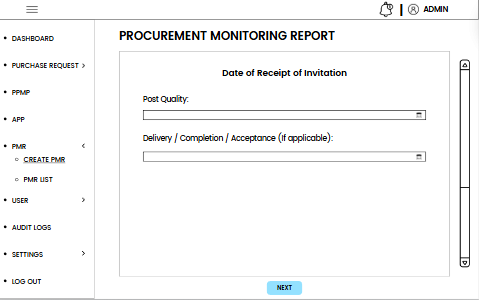 ADMIN
DASHBOARD
PURCHASE REQUEST
PPMP
APP
PMR
CREATE PMR
PMR LIST
USER
AUDIT LOGS
SETTINGS
LOG OUT
PROCUREMENT MONITORING REPORT
Date of Receipt of Invitation
Post Quality:
Delivery / Completion / Acceptance (If applicable):
NEXT